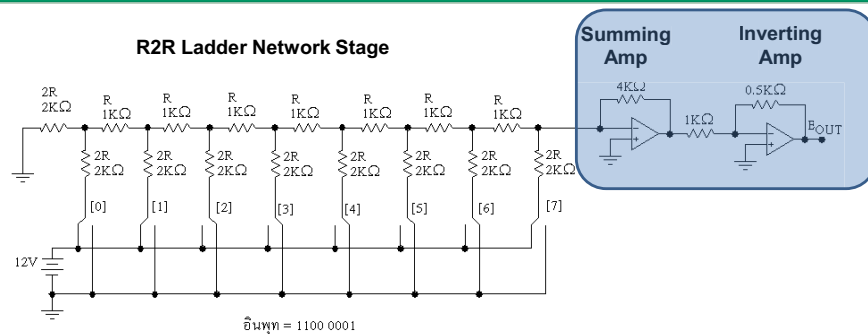 R2R Ladder Network Stage
Summing
Amp
Inverting
Amp
2R
2KΩ
R
1KΩ
R
1KΩ
R
1KΩ
R
1KΩ
R
1KΩ
R
1KΩ
R
1KΩ
4KΩ
1KΩ
0.5KΩ
EOUT
2R
2KΩ
2R
2KΩ
2R
2KΩ
2R
2KΩ
2R
2KΩ
2R
2KΩ
2R
2KΩ
2R
2KΩ
[0]
[1]
[2]
[3]
[4]
[5]
[6]
[7]
12V
อินพุท = 1100 0001